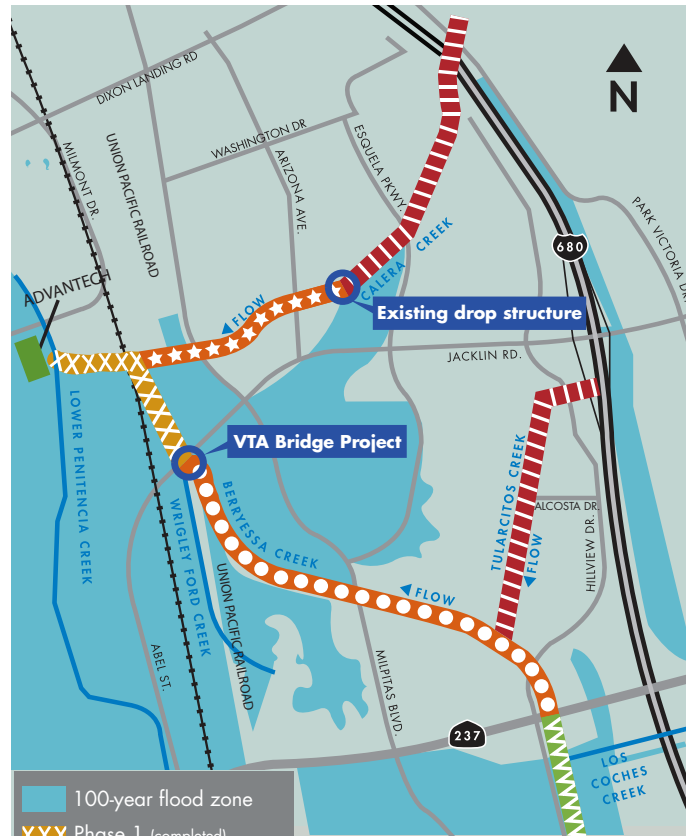 DIXON LANDING RD
N
WASHINGTON DR
MILMONT DR.
UNION PACIFIC RAILROAD
ARIZONA AVE.
ESQUELA PKWY.
PARK VICTORIA DR.
680
CALERA CREEK
ADVANTECH
FLOW
Existing drop structure
JACKLIN RD.
LOWER PENITENCIA CREEK
VTA Bridge Project
TULARCITOS CREEK
ALCOSTA DR.
HILLVIEW DR.
FLOW
BERRYESSA CREEK
WRIGLEY FORD CREEK
UNION PACIFIC RAILROAD
FLOW
ABEL ST.
MILPITAS BLVD.
237
LOS
COCHES
CREEK
100-year flood zone
Phase 1 (completed)